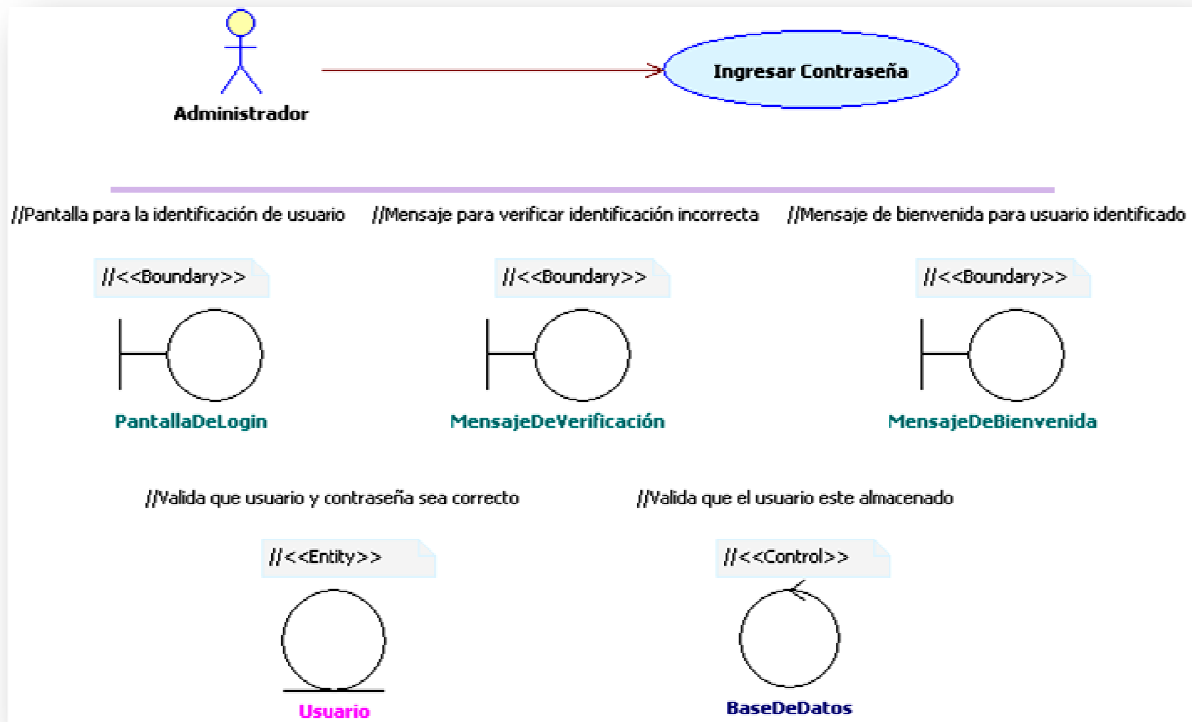 Ingresar Contraseña
Administrador
//Pantalla para la identificación de usuario
//Mensaje para verificar identificación incorrecta
//Mensaje de bienvenida para usuario identificado
//<<Boundary>>
//<<Boundary>>
//<<Boundary>>
PantallaDeLogin
MensajeDeVerificación
MensajeDeBienvenida
//Valida que usuario y contraseña sea correcto
//Valida que el usuario este almacenado
//<<Entity>>
//<<Control>>
Usuario
BaseDeDatos